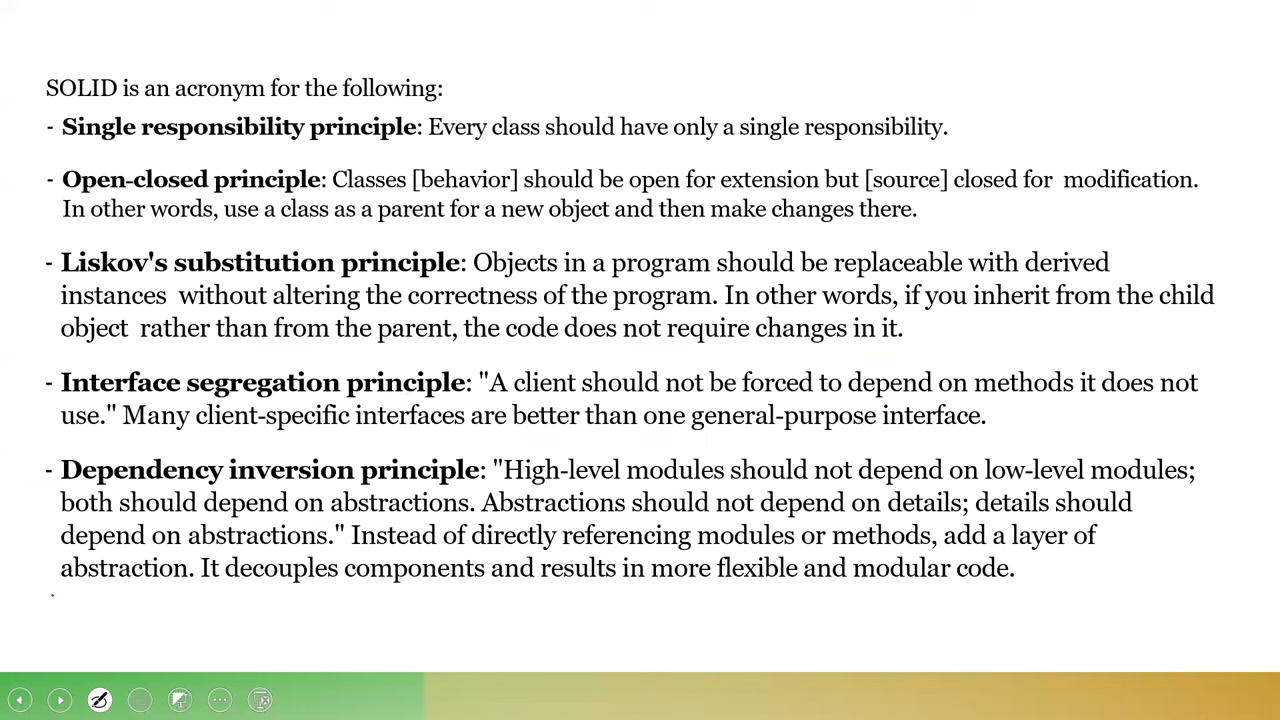 SOLID is an acronym for the following:
- Single responsibility principle: Every class should have only a single responsibility.
- Open-closed principle: Classes [behavior] should be open for extension but [source] closed for modification.
In other words, use a class as a parent for a new object and then make changes there.
- Liskov's substitution principle: Objects in a program should be replaceable with derived
instances without altering the correctness of the program. In other words, if you inherit from the child
object rather than from the parent, the code does not require changes in it.
- Interface segregation principle: "A client should not be forced to depend on methods it does not
use." Many client-specific interfaces are better than one general-purpose interface.
- Dependency inversion principle: "High-level modules should not depend on low-level modules;
both should depend on abstractions. Abstractions should not depend on details; details should
depend on abstractions." Instead of directly referencing modules or methods, add a layer of
abstraction. It decouples components and results in more flexible and modular code.